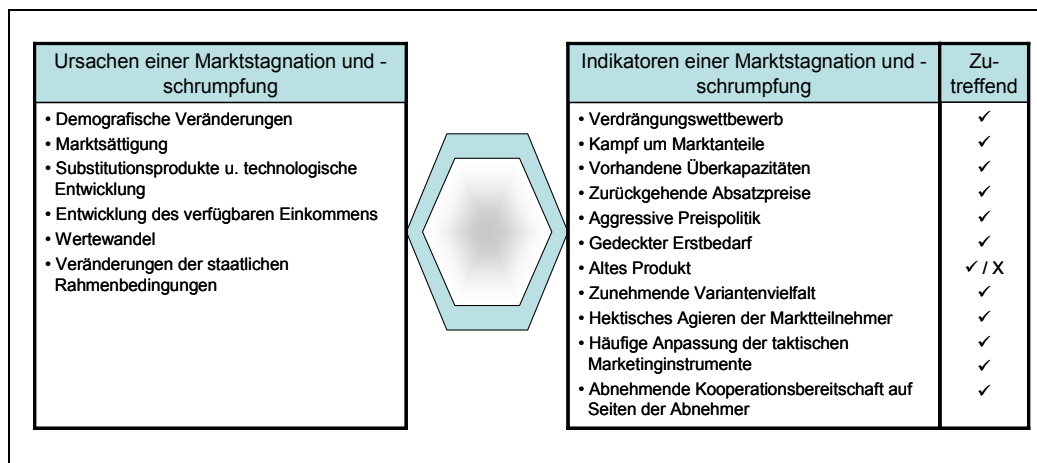 Ursachen einer Marktstagnation und -
schrumpfung
• Demografische Veränderungen
• Marktsättigung
• Substitutionsprodukte u. technologische
Entwicklung
• Entwicklung des verfügbaren Einkommens
• Wertewandel
• Veränderungen der staatlichen
Rahmenbedingungen
Indikatoren einer Marktstagnation und -
schrumpfung
Zu-
treffend
• Verdrängungswettbewerb ✓
• Kampf um Marktanteile ✓
• Vorhandene Überkapazitäten ✓
• Zurückgehende Absatzpreise ✓
• Aggressive Preispolitik ✓
• Gedeckter Erstbedarf ✓
• Altes Produkt ✓ / X
• Zunehmende Variantenvielfalt ✓
• Hektisches Agieren der Marktteilnehmer ✓
• Häufige Anpassung der taktischen ✓
Marketinginstrumente ✓
• Abnehmende Kooperationsbereitschaft auf ✓
Seiten der Abnehmer